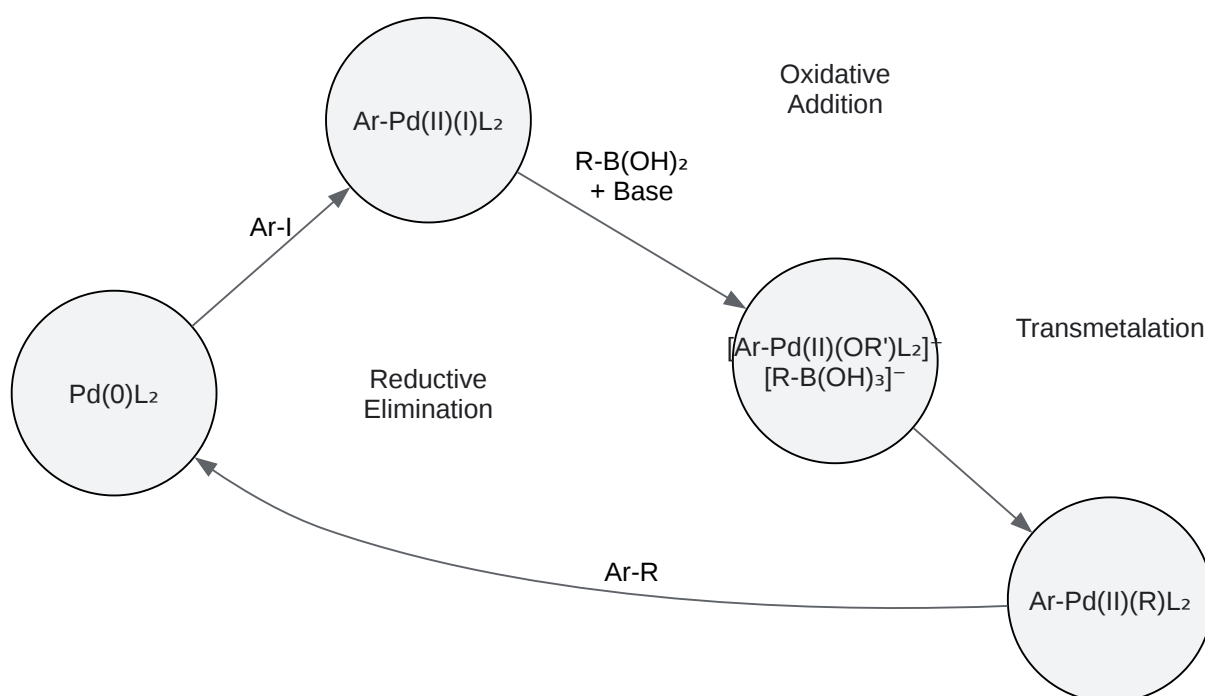 Oxidative
Addition
Ar-Pd(II)(I)L₂
R-B(OH)₂
+ Base
Ar-I
Transmetalation
[Ar-Pd(II)(OR')L₂]⁺
[R-B(OH)₃]⁻
Reductive
Elimination
Pd(0)L₂
Ar-R
Ar-Pd(II)(R)L₂